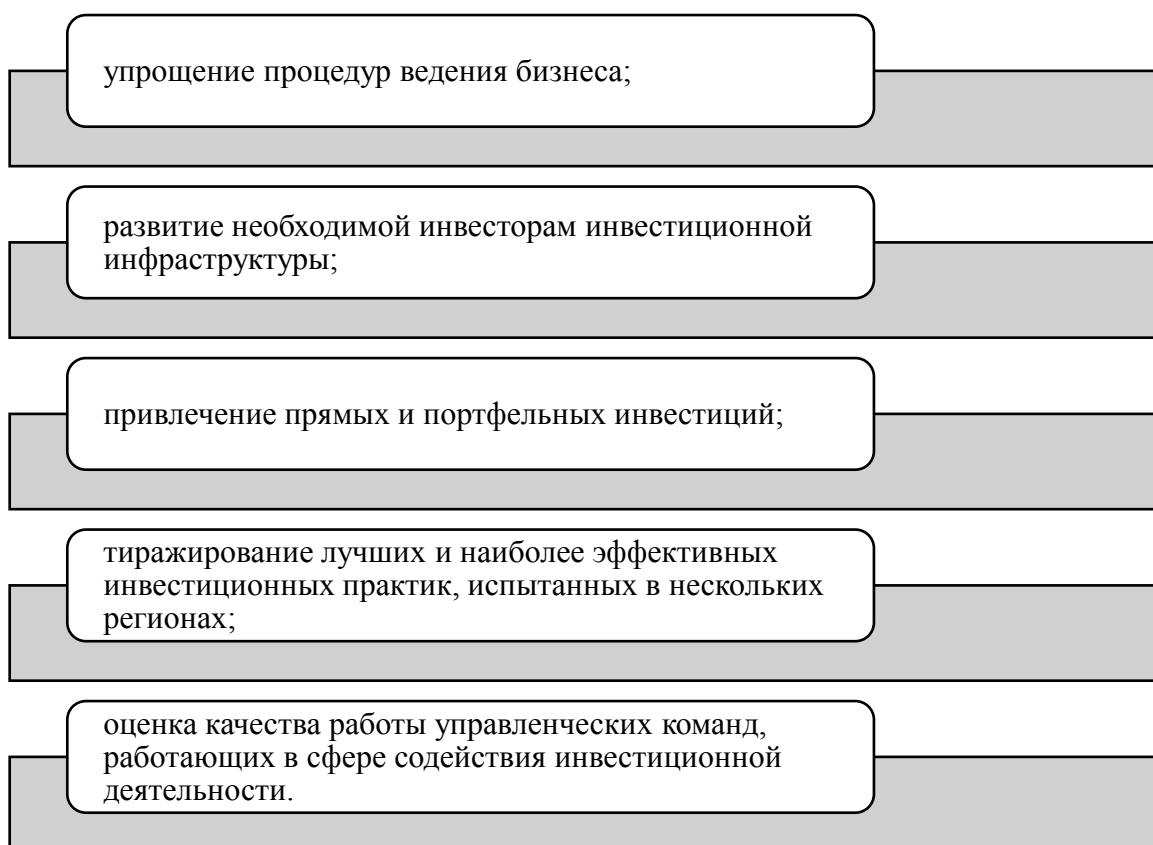 упрощение процедур ведения бизнеса;
развитие необходимой инвесторам инвестиционной
инфраструктуры;
привлечение прямых и портфельных инвестиций;
тиражирование лучших и наиболее эффективных
инвестиционных практик, испытанных в нескольких
регионах;
оценка качества работы управленческих команд,
работающих в сфере содействия инвестиционной
деятельности.